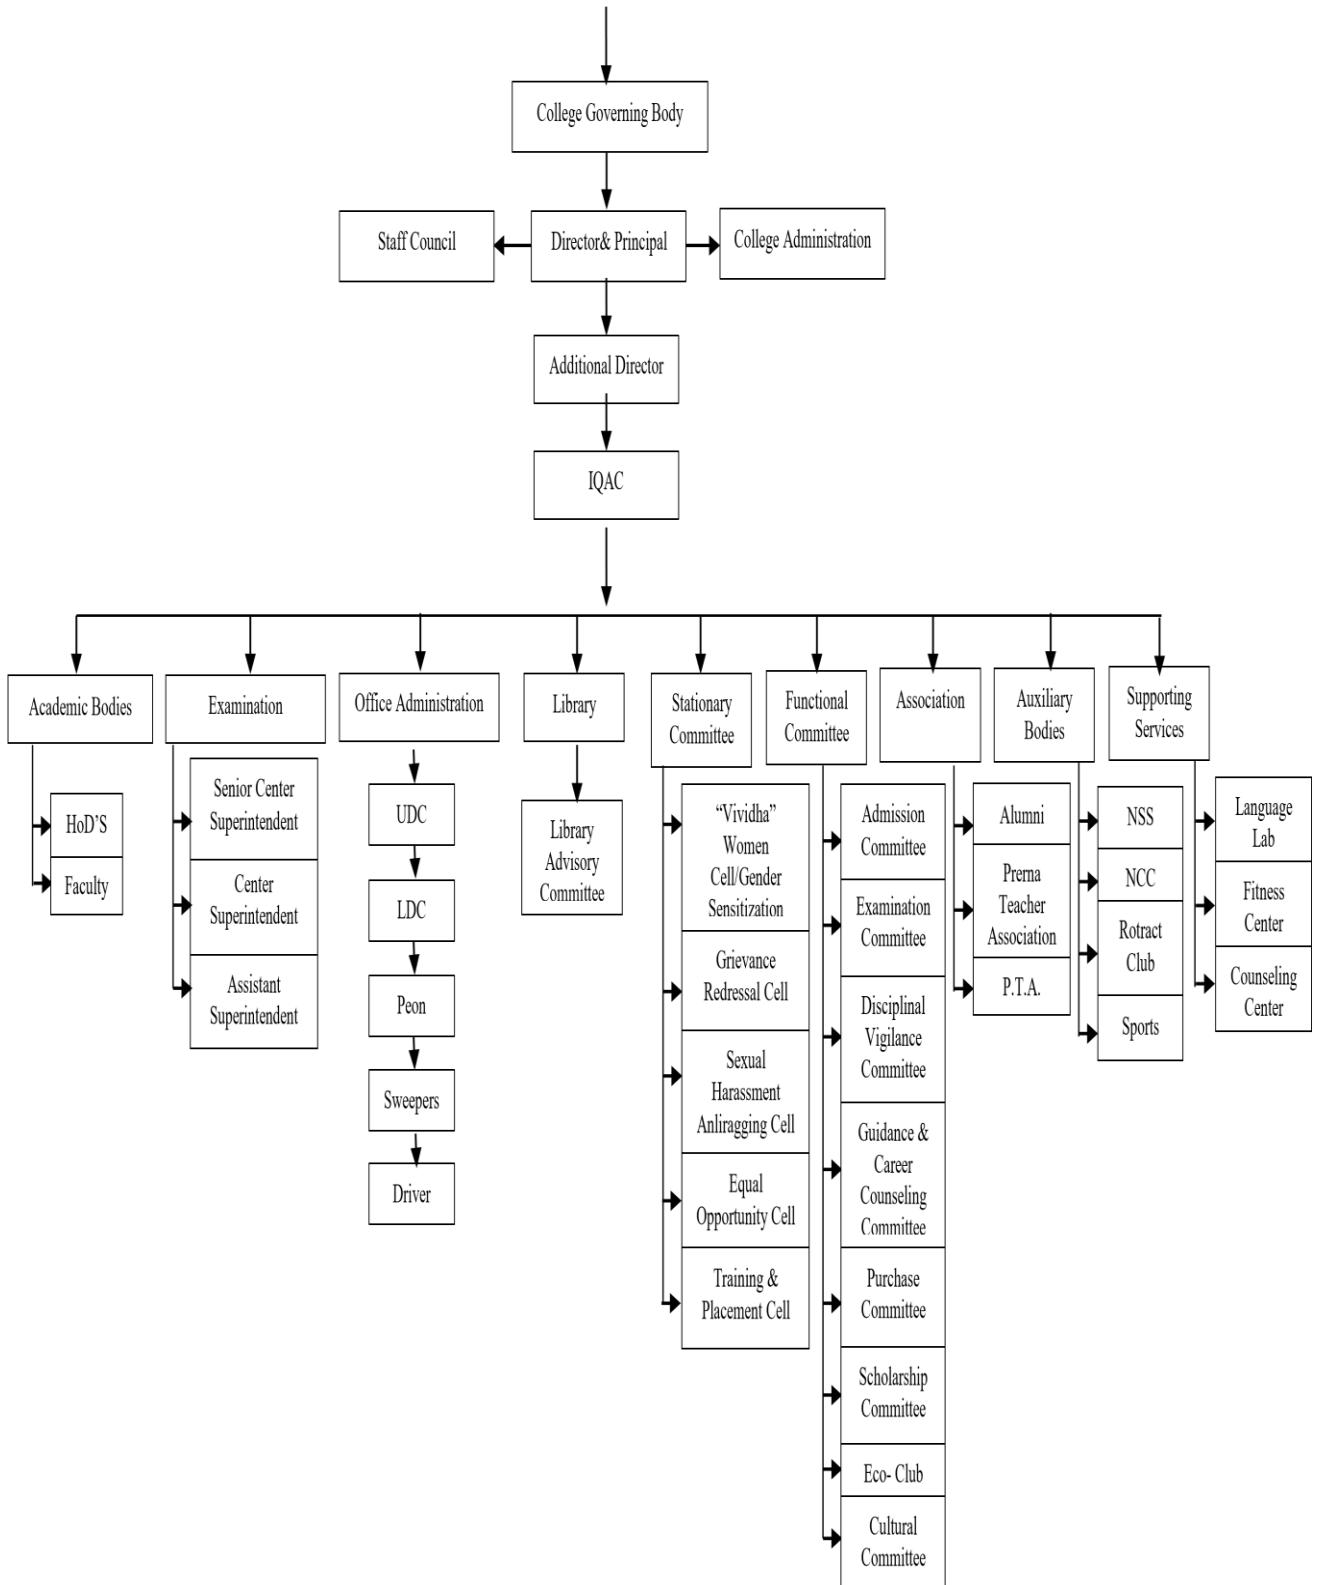 College Governing Body
Staff Council
Director& Principal
College Administration
Additional Director
IQAC
Academic Bodies
HoD'S
Faculty
Examination
Senior Center
Superintendent
Center
Superintendent
Assistant
Superintendent
Office Administration
UDC
LDC
Peon
Sweepers
Driver
Library
Library
Advisory
Committee
Stationary
Committee
“Vividha”
Women
Cell/Gender
Sensitization
Grievance
Redressal Cell
Sexual
Harassment
Anliragging Cell
Equal
Opportunity Cell
Training &
Placement Cell
Functional
Committee
Admission
Committee
Examination
Committee
Disciplinal
Vigilance
Committee
Guidance &
Career
Counseling
Committee
Purchase
Committee
Scholarship
Committee
Eco- Club
Cultural
Committee
Association
Alumni
Prerna
Teacher
Association
P.T.A.
Auxiliary
Bodies
NSS
NCC
Rotract
Club
Sports
Supporting
Services
Language
Lab
Fitness
Center
Counseling
Center